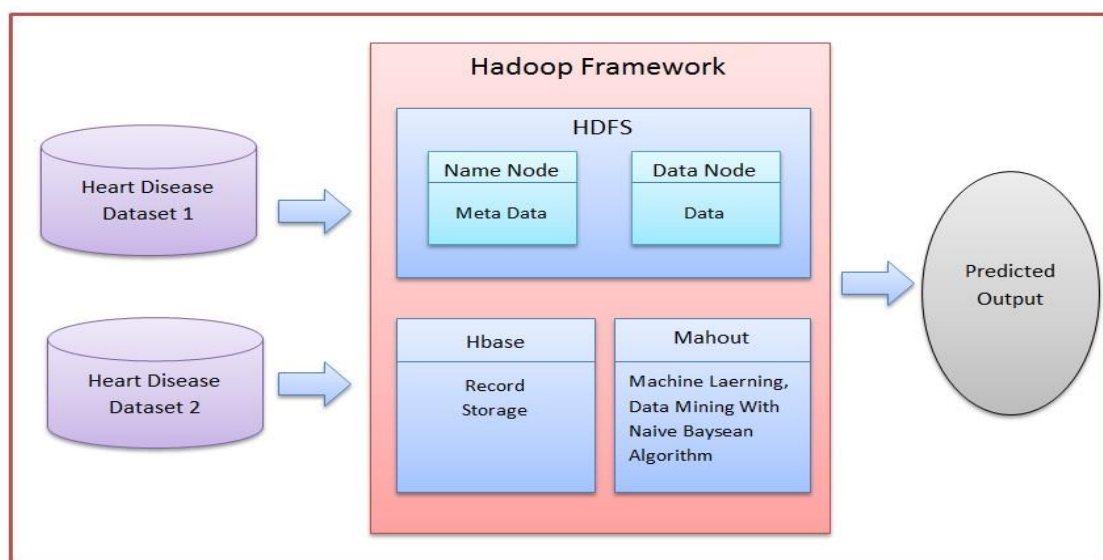 Hadoop Framework
HDFS
Name Node
Meta Data
Data Node
Data
Heart Disease
Dataset 1
Heart Disease
Dataset 2
Hbase
Record
Storage
Mahout
Machine Laerning,
Data Mining With
Naive Baysean
Algorithm
Predicted
Output